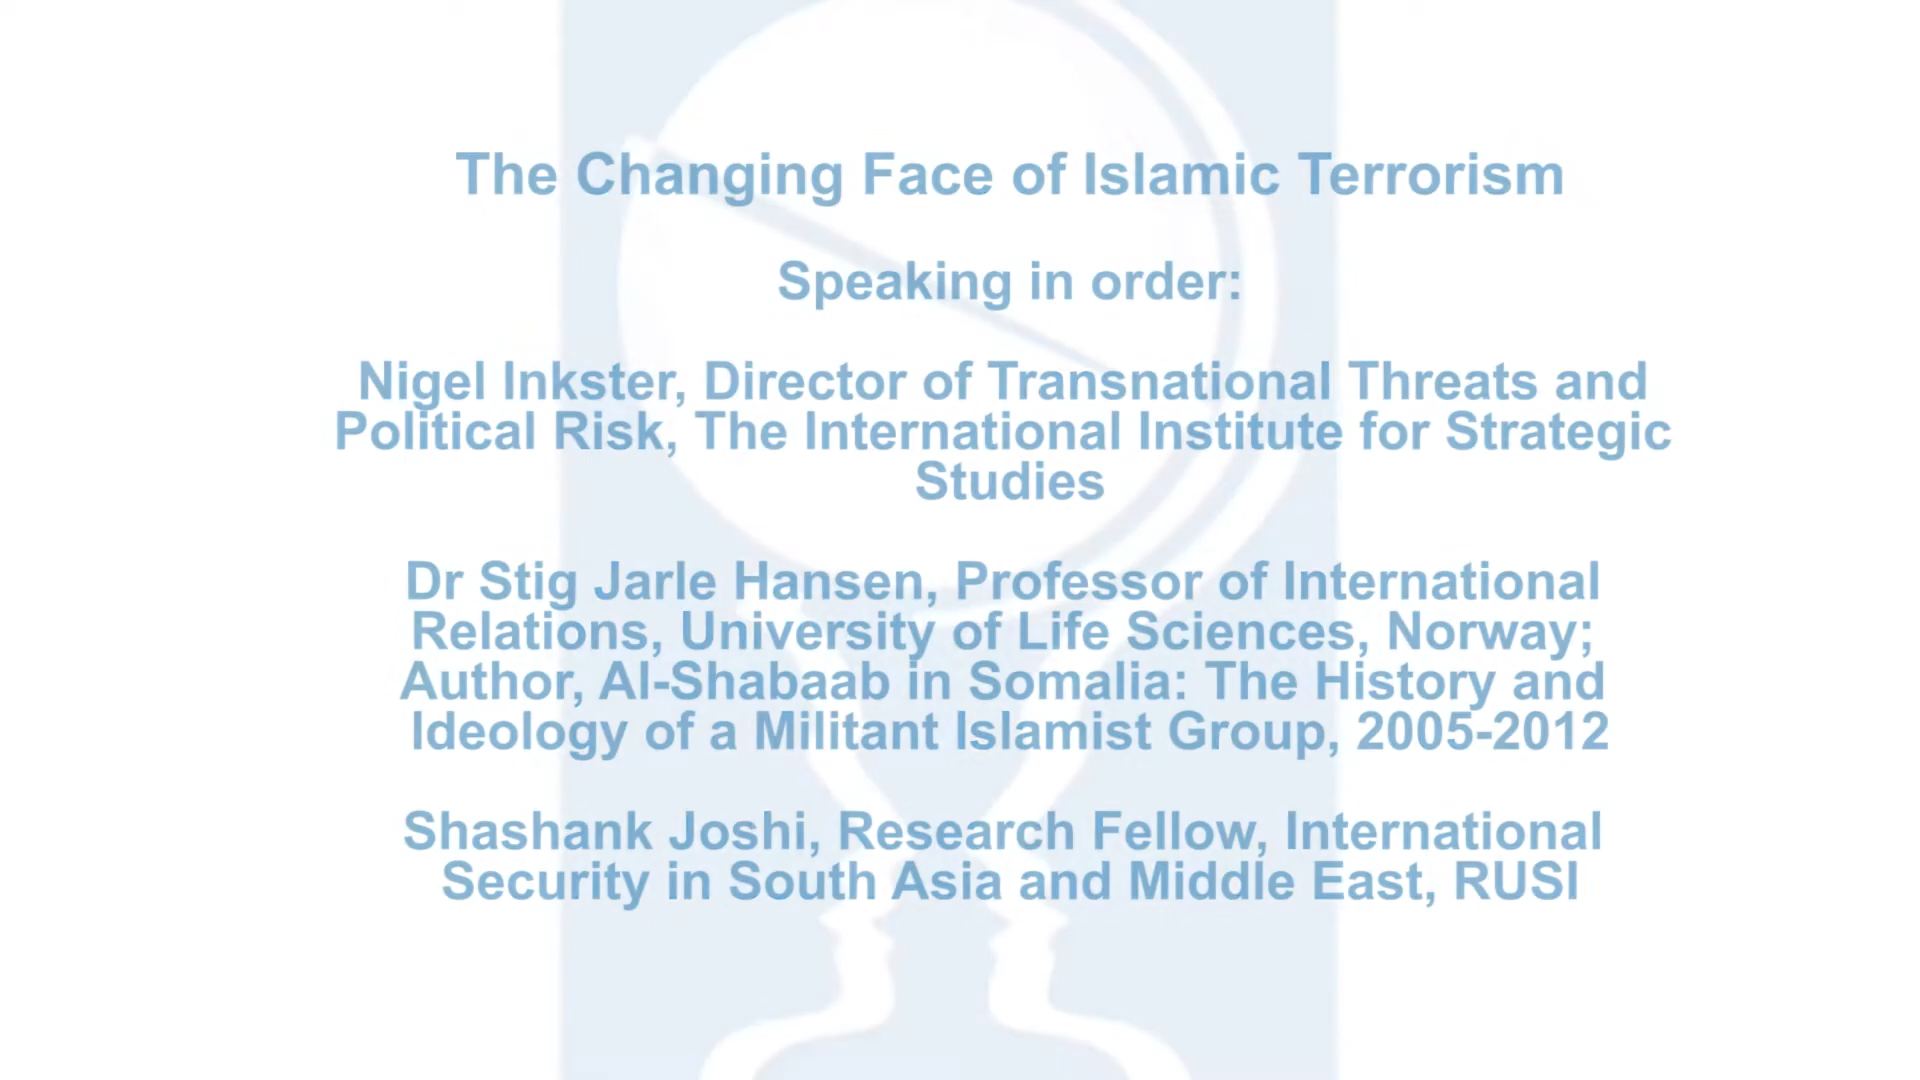 The Changing Face of Islamic Terrorism
Speaking in order:
Nigel Inkster, Director of Transnational Threats and
Political Risk, The International Institute for Strategic
Studies
Dr Stig Jarle Hansen, Professor of International
Relations, University of Life Sciences, Norway;
Author, Al-Shabaab in Somalia: The History and
Ideology of a Militant Islamist Group, 2005-2012
Shashank Joshi, Research Fellow, International
Security in South Asia and Middle East, RUSI